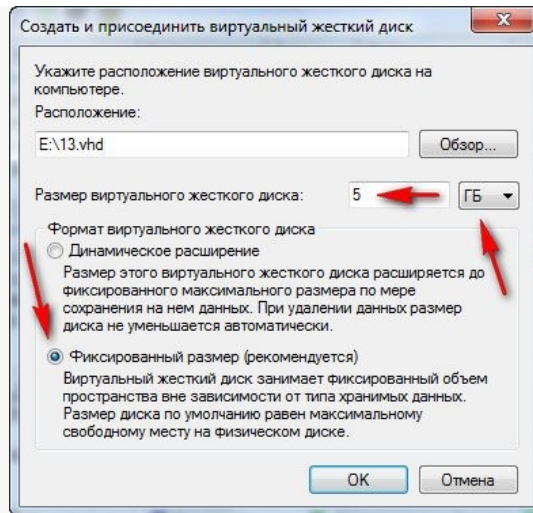 Создать и присоединить виртуальный жесткий диск
Укажите расположение виртуального жесткого диска на
компьютере.
Расположение:
E:\13.vhd
Обзор...
Размер виртуального жесткого диска:
5
ГБ
Формат виртуального жесткого диска
Динамическое расширение
Размер этого виртуального жесткого диска расширяется до
фиксированного максимального размера по мере
сохранения на нем данных. При удалении данных размер
диска не уменьшается автоматически.
Фиксированный размер (рекомендуется)
Виртуальный жесткий диск занимает фиксированный объем
пространства вне зависимости от типа хранимых данных.
Размер диска по умолчанию равен максимальному
свободному месту на физическом диске.
OK
Отмена